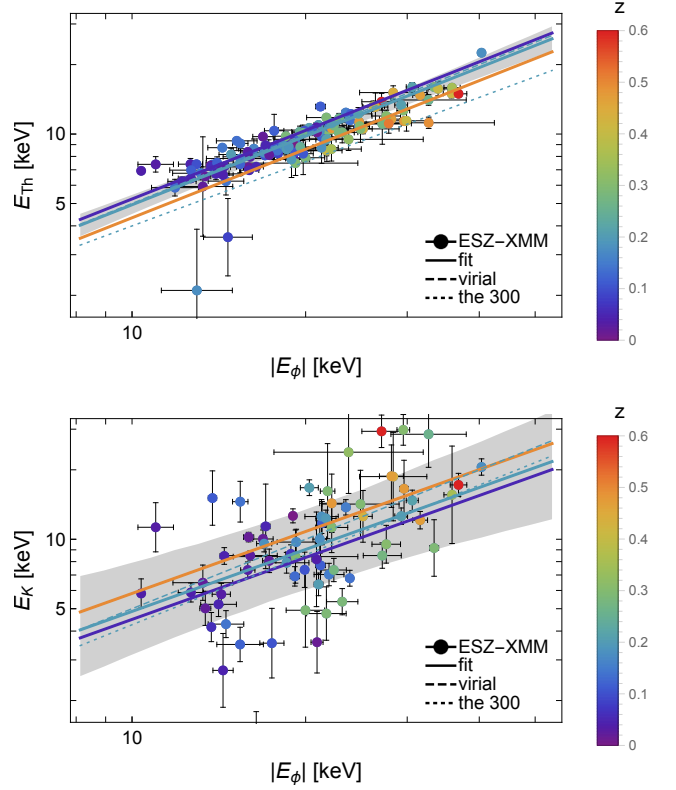 z
0.6
0.5
0.4
0.3
0.2
0.1
0
10
5
E_Th [keV]
ESZ-XMM
fit
virial
the 300
10
|E_ϕ| [keV]
z
0.6
0.5
0.4
0.3
0.2
0.1
0
10
5
E_K [keV]
ESZ-XMM
fit
virial
the 300
10
|E_ϕ| [keV]